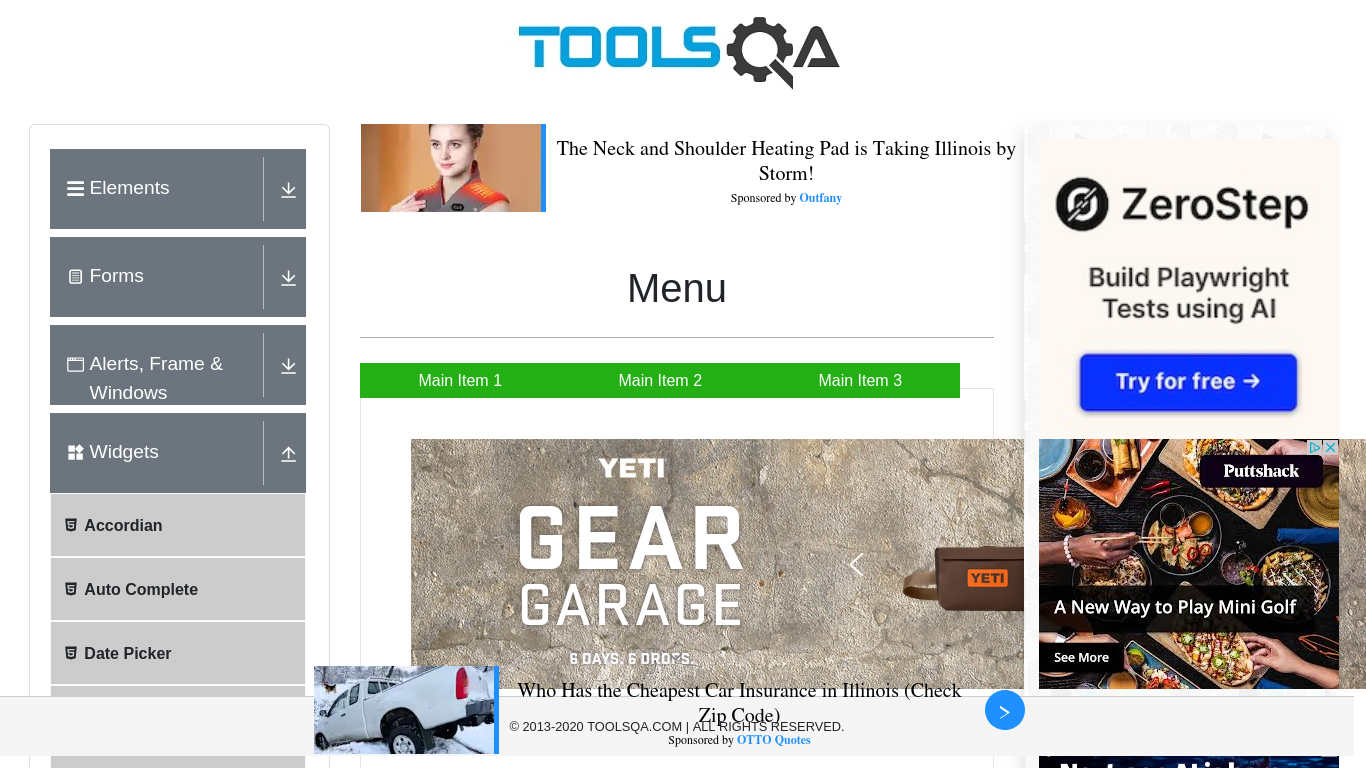 TOOLSQA
Elements
Forms
Alerts, Frame &
Windows
Widgets
Accordian
Auto Complete
Date Picker
The Neck and Shoulder Heating Pad is Taking Illinois by
Storm!
Sponsored by Outfany
Menu
Main Item 1
Main Item 2
Main Item 3
YETI
GEAR
GARAGE
6 DAYS. 6 DROPS.
YETI
ZeroStep
Build Playwright
Tests using AI
Try for free →
Puttshack
A New Way to Play Mini Golf
See More
Who Has the Cheapest Car Insurance in Illinois (Check
Zip Code)
© 2013-2020 TOOLSQA.COM | ALL RIGHTS RESERVED.
Sponsored by OTTO Quotes